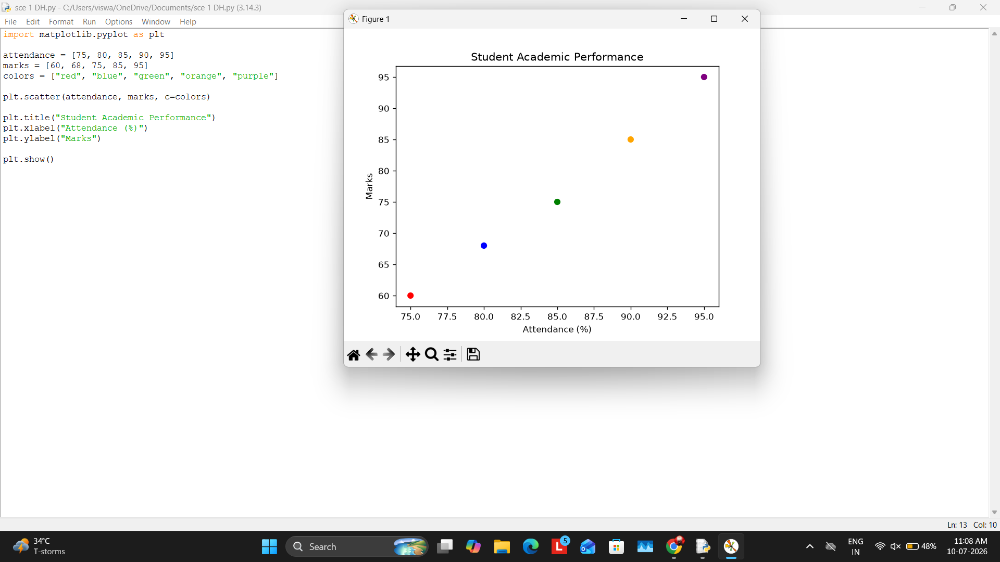 sce 1 DH.py - C:/Users/viswa/OneDrive/Documents/sce 1 DH.py (3.14.3)
File Edit Format Run Options Window Help
import matplotlib.pyplot as plt
attendance = [75, 80, 85, 90, 95]
marks = [60, 68, 75, 85, 95]
colors = ["red", "blue", "green", "orange", "purple"]
plt.scatter(attendance, marks, c=colors)
plt.title("Student Academic Performance")
plt.xlabel("Attendance (%)")
plt.ylabel("Marks")
plt.show()
Figure 1
Student Academic Performance
95
90
85
80
75
70
65
60
Marks
75.0 77.5 80.0 82.5 85.0 87.5 90.0 92.5 95.0
Attendance (%)
Ln: 13 Col: 10
34°C
T-storms
Search
L
5
ENG
IN
48%
11:08 AM
10-07-2026